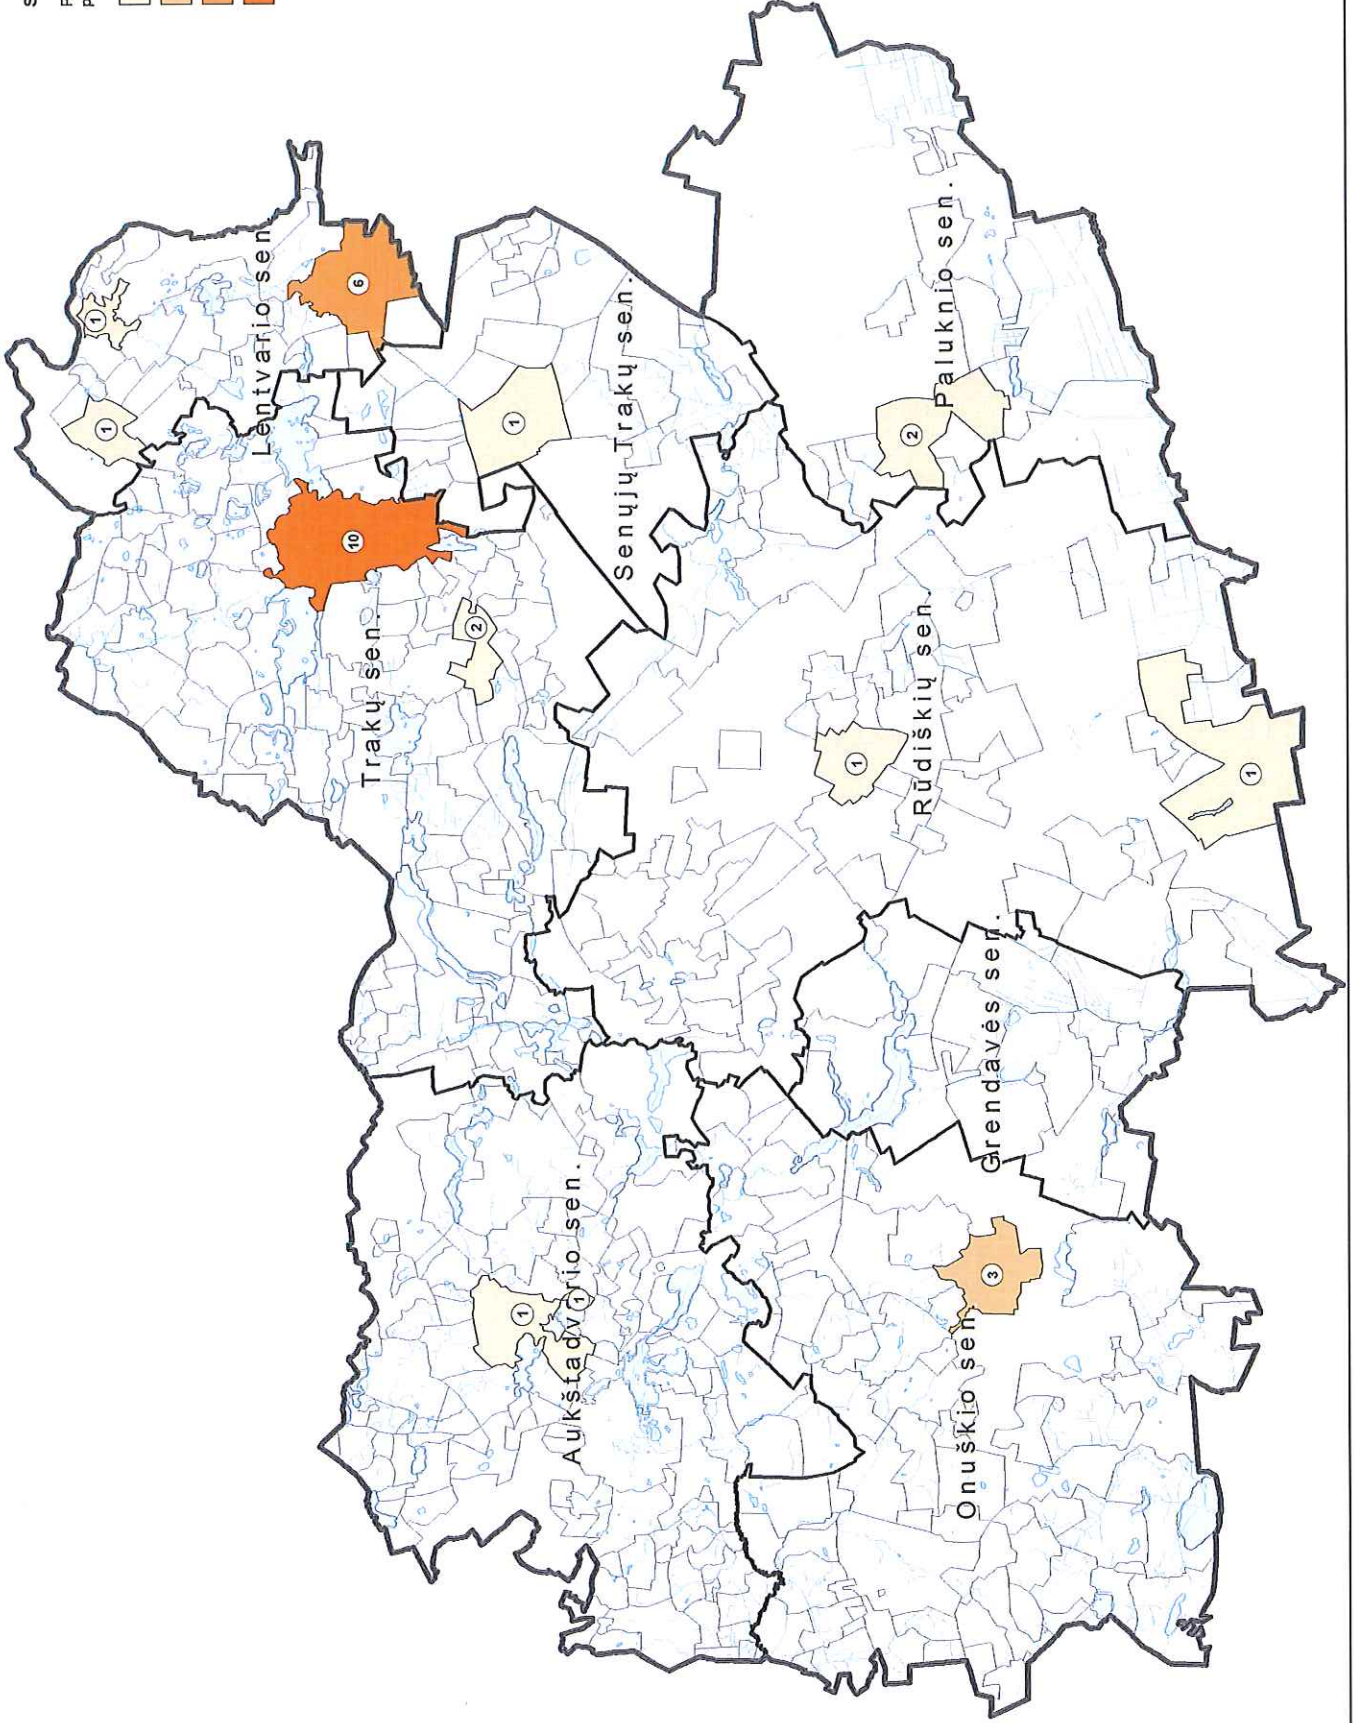 Lentvario sen.
1
1
6
Trakų sen.
10
2
Senųjų Trakų sen.
1
Paluknio sen.
2
Rūdiškių sen.
1
1
Aukštadvario sen.
1
1
Grendavės sen.
Onuškio sen.
3